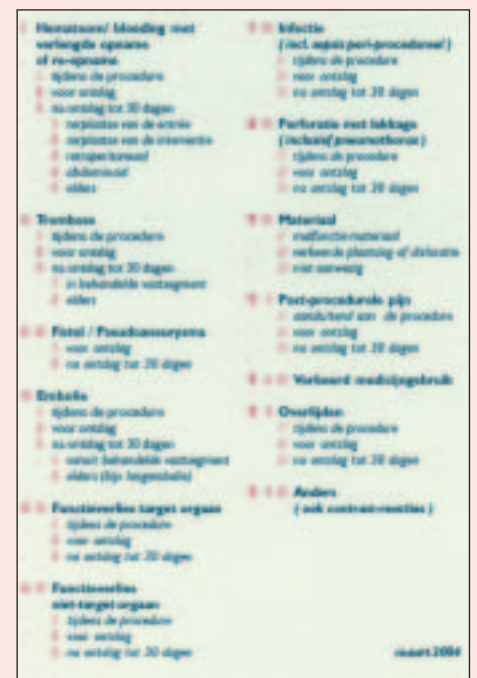 Hematoom/ bloeding met
verlengde opname
of re-opname
tijdens de procedure
voor ontslag
na ontslag tot 30 dagen
terplaatse van de entrée
terplaatse van de interventie
retroperitoneaal
abdominaal
elders
Trombose
tijdens de procedure
voor ontslag
na ontslag tot 30 dagen
in behandelde vaatsegment
elders
Fistel / Pseudoaneurysma
voor ontslag
na ontslag tot 30 dagen
Embolie
tijdens de procedure
voor ontslag
na ontslag tot 30 dagen
vanuit behandelde vaatsegment
elders (bijv longembolie)
Functieverlies target orgaan
tijdens de procedure
voor ontslag
na ontslag tot 30 dagen
Functieverlies
niet-target orgaan
tijdens de procedure
voor ontslag
na ontslag tot 30 dagen
Infectie
(incl. sepsis peri-procedureel)
tijdens de procedure
voor ontslag
na ontslag tot 30 dagen
Perforatie met lekkage
(inclusief pneumothorax)
tijdens de procedure
voor ontslag
na ontslag tot 30 dagen
Materiaal
malfunctie materiaal
verkeerde plaatsing of dislocatie
niet aanwezig
Post-procedurele pijn
aansluitend aan de procedure
voor ontslag
na ontslag tot 30 dagen
Verkeerd medicijngebruik
Overlijden
tijdens de procedure
voor ontslag
na ontslag tot 30 dagen
Anders
( ook contrast-reacties )
maart 2004